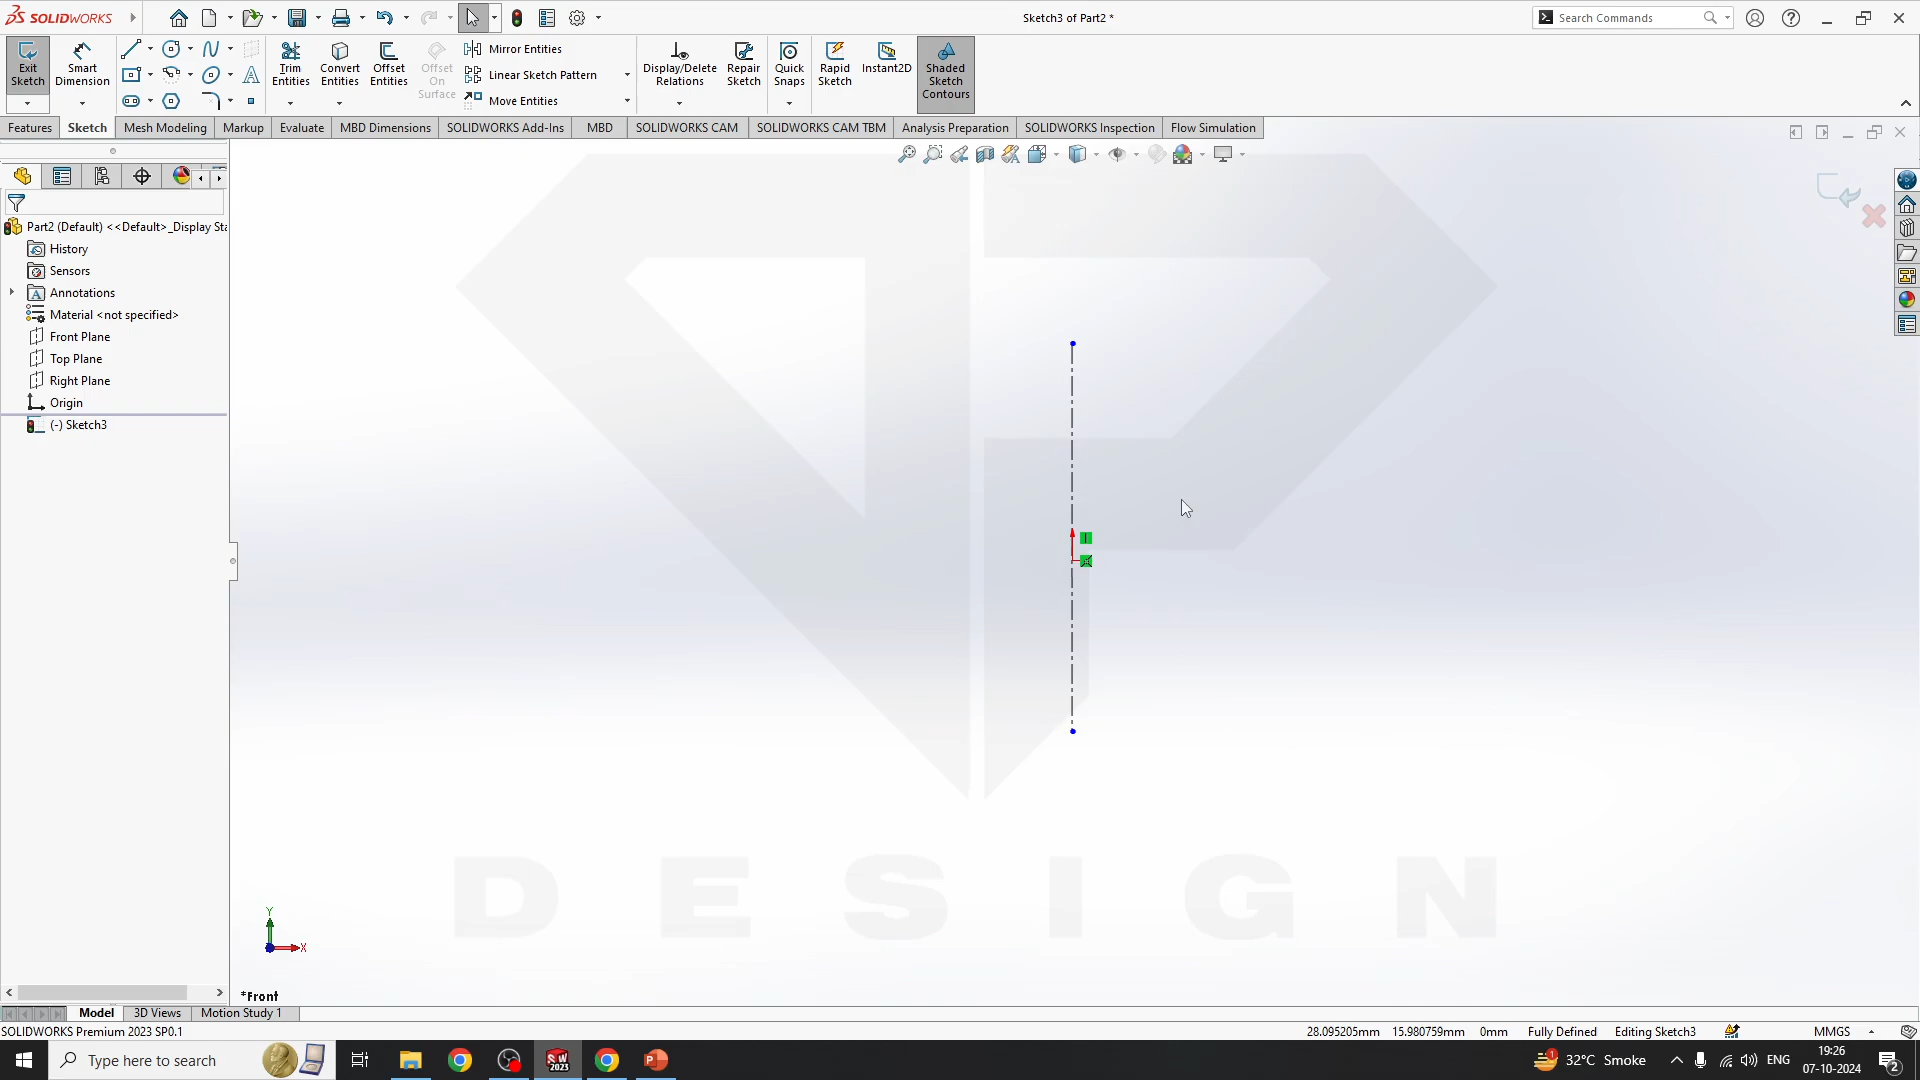 SOLIDWORKS
Sketch3 of Part2 *
Search Commands
Exit Sketch
Smart Dimension
Trim Entities
Convert Entities
Offset Entities
Offset On Surface
Mirror Entities
Linear Sketch Pattern
Move Entities
Display/Delete Relations
Repair Sketch
Quick Snaps
Rapid Sketch
Instant2D
Shaded Sketch Contours
Features
Sketch
Mesh Modeling
Markup
Evaluate
MBD Dimensions
SOLIDWORKS Add-Ins
MBD
SOLIDWORKS CAM
SOLIDWORKS CAM TBM
Analysis Preparation
SOLIDWORKS Inspection
Flow Simulation
Part2 (Default) <<Default>_Display Sta
History
Sensors
Annotations
Material <not specified>
Front Plane
Top Plane
Right Plane
Origin
(-) Sketch3
DESIGN
Y
X
*Front
Model
3D Views
Motion Study 1
SOLIDWORKS Premium 2023 SP0.1
28.095205mm
15.980759mm
0mm
Fully Defined
Editing Sketch3
MMGS
Type here to search
SW 2023
32°C Smoke
ENG
19:26
07-10-2024
2